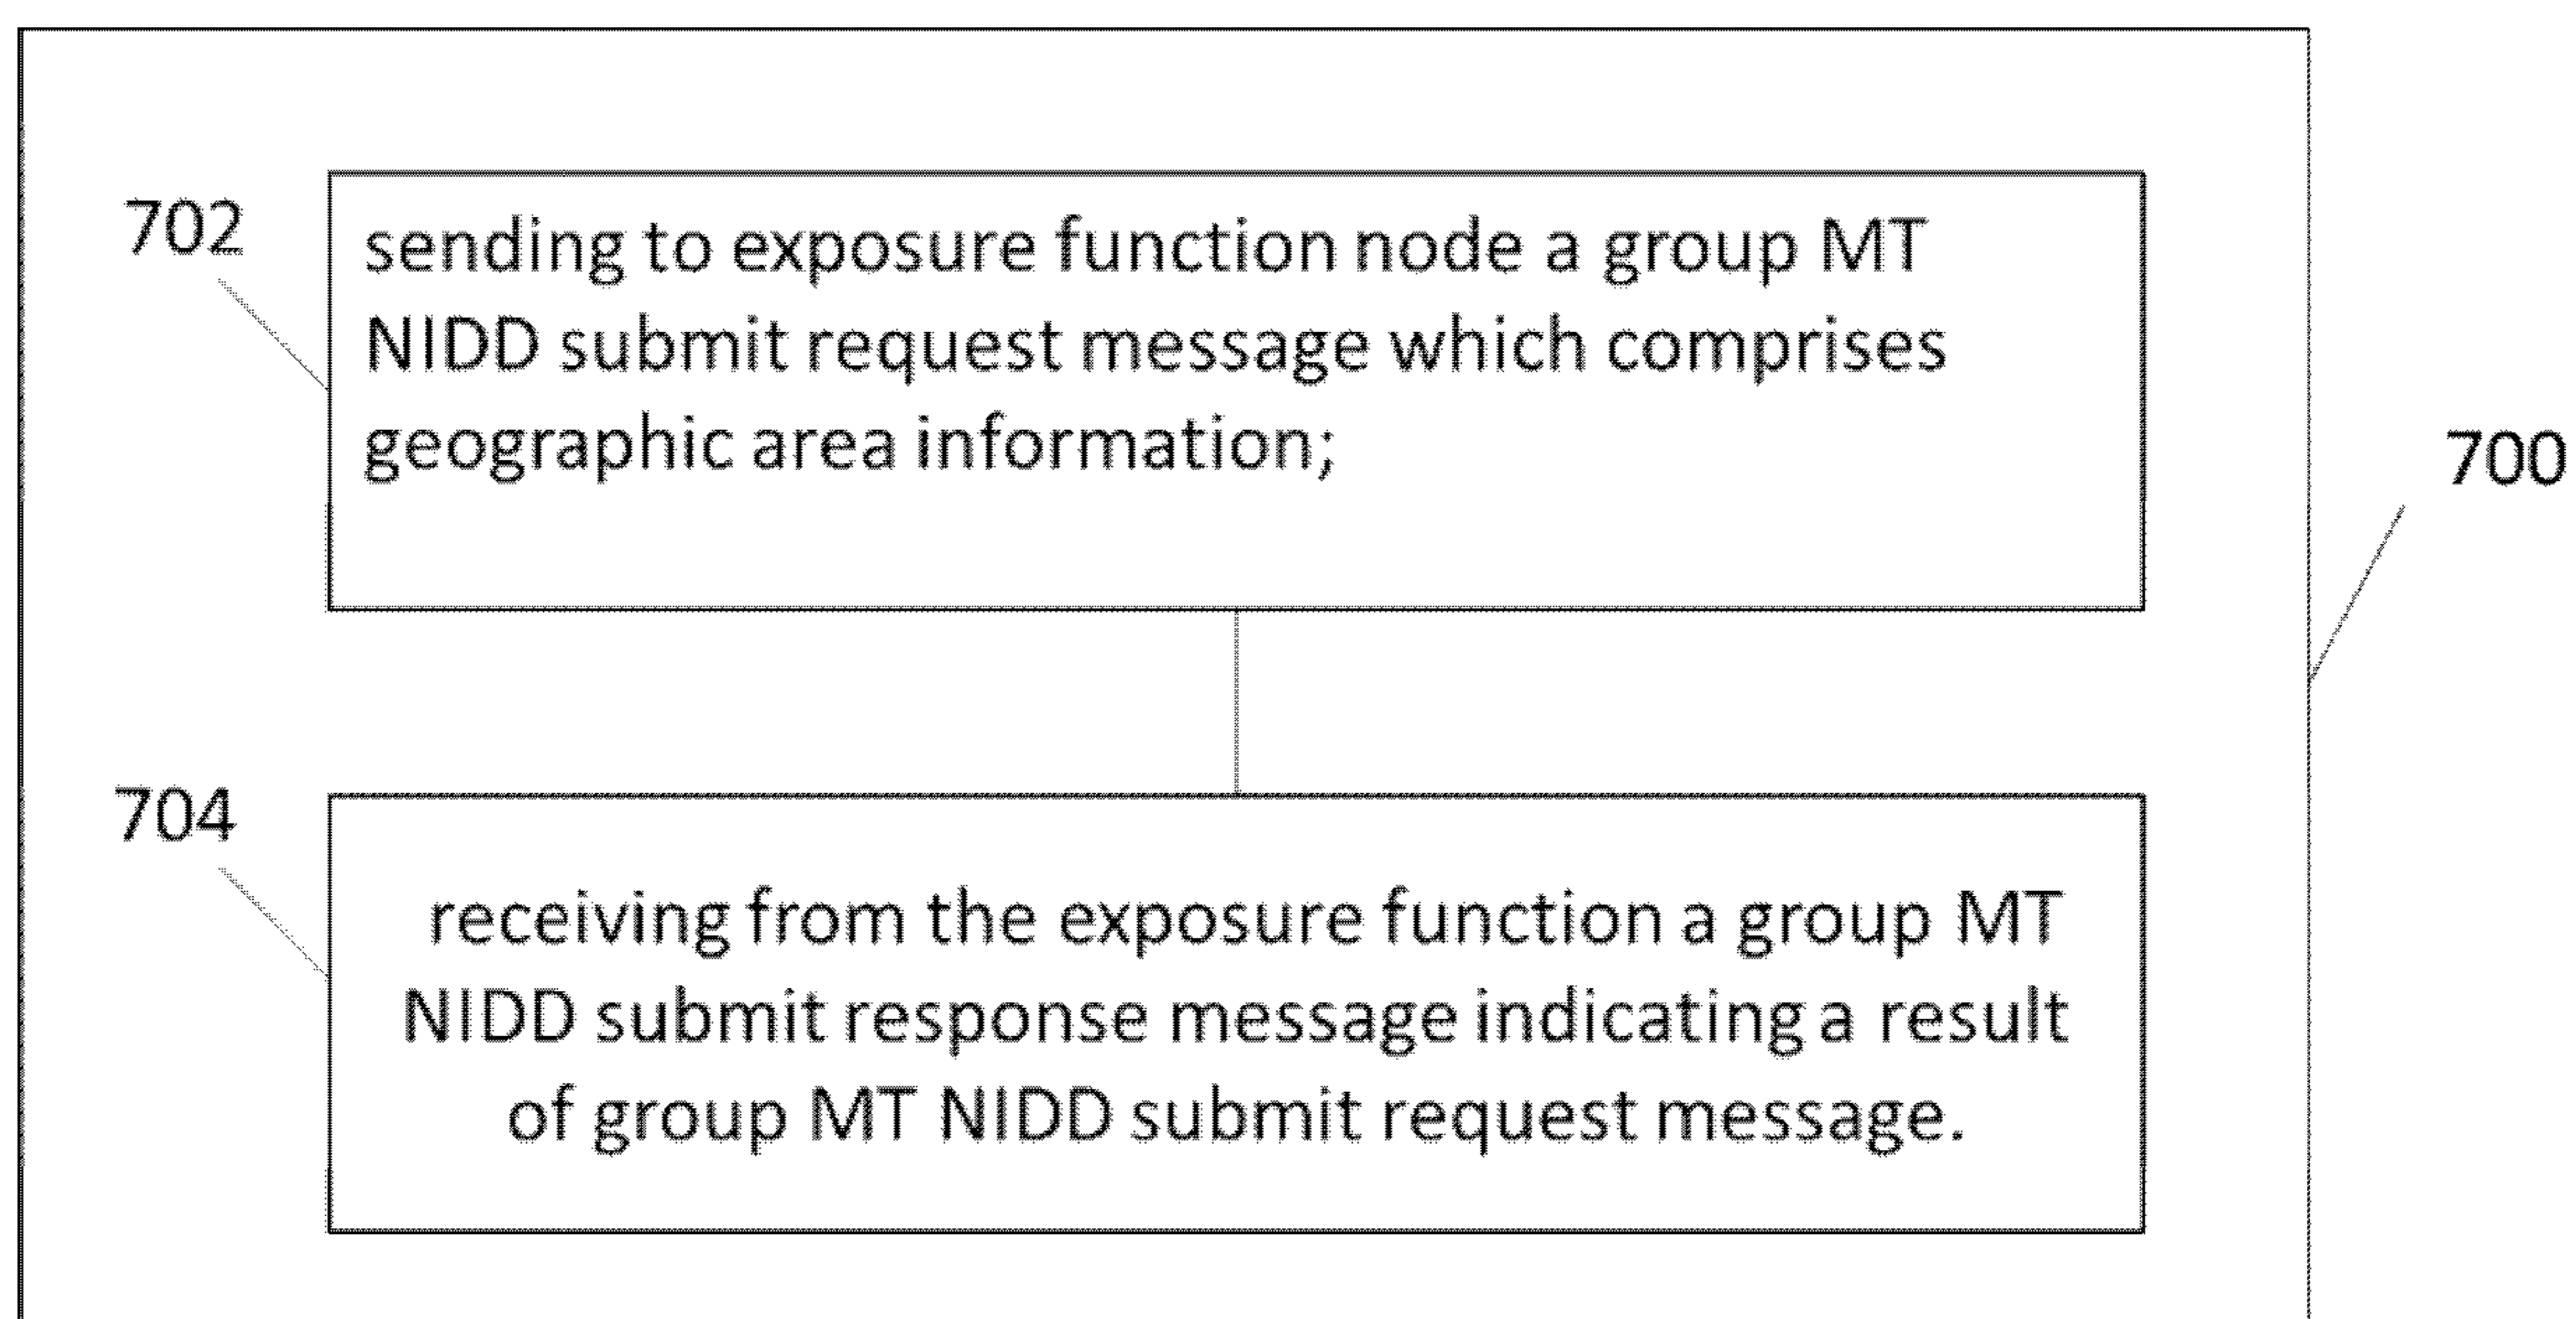 702
sending to exposure function node a group MT
NIDD submit request message which comprises
geographic area information;
700
704
receiving from the exposure function a group MT
NIDD submit response message indicating a result
of group MT NIDD submit request message.